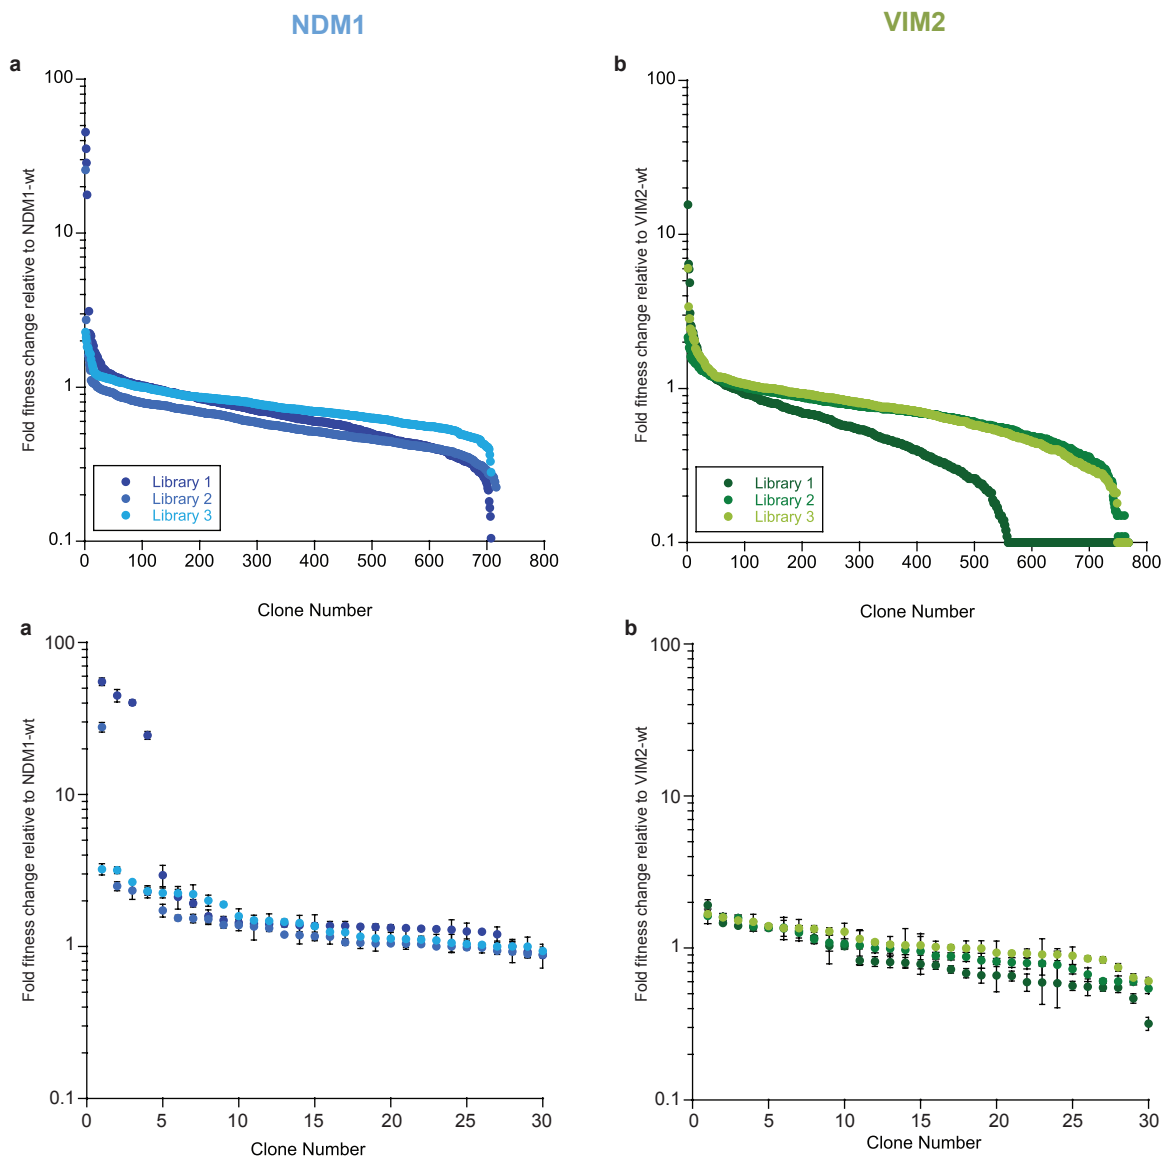 NDM1
VIM2
a
100
10
1
0.1
Fold fitness change relative to NDM1-wt
Library 1
Library 2
Library 3
0 100 200 300 400 500 600 700 800
Clone Number
b
100
10
1
0.1
Fold fitness change relative to VIM2-wt
Library 1
Library 2
Library 3
0 100 200 300 400 500 600 700 800
Clone Number
a
100
10
1
0.1
Fold fitness change relative to NDM1-wt
0 5 10 15 20 25 30
Clone Number
b
100
10
1
0.1
Fold fitness change relative to VIM2-wt
0 5 10 15 20 25 30
Clone Number